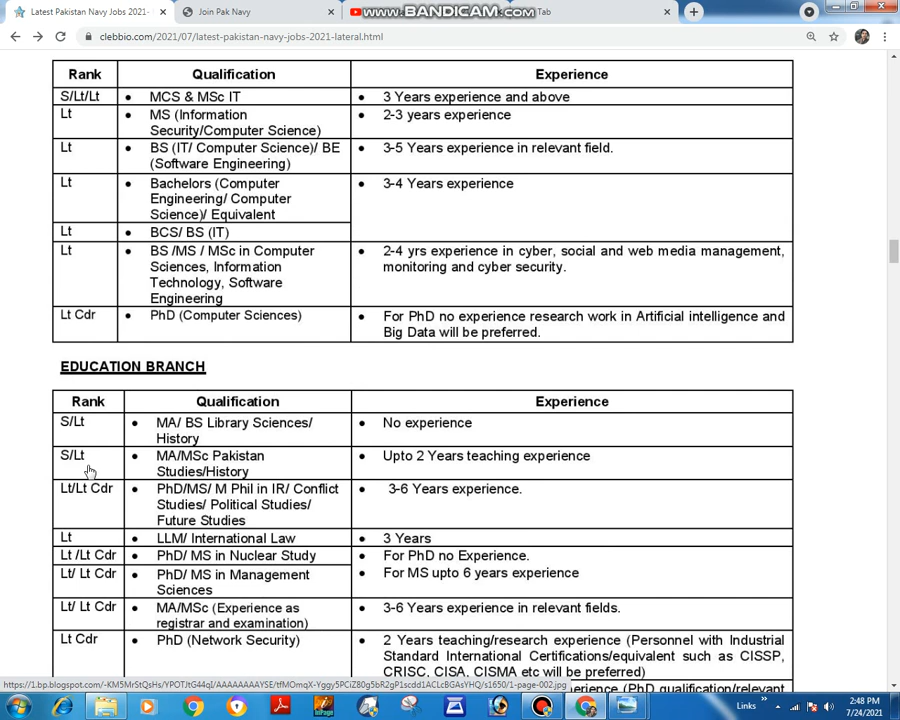 Latest Pakistan Navy Jobs 2021-
Join Pak Navy
www.BANDICAM.com
Tab
clebbio.com/2021/07/latest-pakistan-navy-jobs-2021-lateral.html
Rank Qualification Experience
S/Lt/Lt • MCS & MSc IT • 3 Years experience and above
Lt • MS (Information • 2-3 years experience
Security/Computer Science)
Lt • BS (IT/ Computer Science)/ BE • 3-5 Years experience in relevant field.
(Software Engineering)
Lt • Bachelors (Computer • 3-4 Years experience
Engineering/ Computer
Science)/ Equivalent
Lt • BCS/ BS (IT)
Lt • BS /MS / MSc in Computer • 2-4 yrs experience in cyber, social and web media management,
Sciences, Information monitoring and cyber security.
Technology, Software
Engineering
Lt Cdr • PhD (Computer Sciences) • For PhD no experience research work in Artificial intelligence and
Big Data will be preferred.
EDUCATION BRANCH
Rank Qualification Experience
S/Lt • MA/ BS Library Sciences/ • No experience
History
S/Lt • MA/MSc Pakistan • Upto 2 Years teaching experience
Studies/History
Lt/Lt Cdr • PhD/MS/ M Phil in IR/ Conflict • 3-6 Years experience.
Studies/ Political Studies/
Future Studies
Lt • LLM/ International Law • 3 Years
Lt /Lt Cdr • PhD/ MS in Nuclear Study • For PhD no Experience.
Lt/ Lt Cdr • PhD/ MS in Management • For MS upto 6 years experience
Sciences
Lt/ Lt Cdr • MA/MSc (Experience as • 3-6 Years experience in relevant fields.
registrar and examination)
Lt Cdr • PhD (Network Security) • 2 Years teaching/research experience (Personnel with Industrial
Standard International Certifications/equivalent such as CISSP,
CRISC, CISA, CISMA etc will be preferred)
perience (PhD qualification/relevant
Links
2:48 PM
7/24/2021